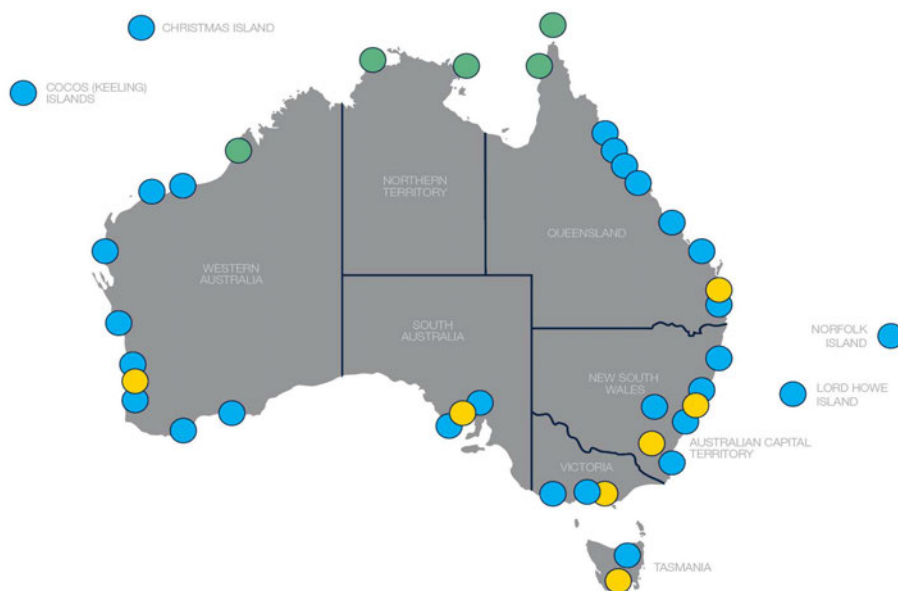 CHRISTMAS ISLAND
COCOS (KEELING)
ISLANDS
NORTHERN
TERRITORY
QUEENSLAND
WESTERN
AUSTRALIA
SOUTH
AUSTRALIA
NORFOLK
ISLAND
NEW SOUTH
WALES
LORD HOWE
ISLAND
AUSTRALIAN CAPITAL
TERRITORY
VICTORIA
TASMANIA